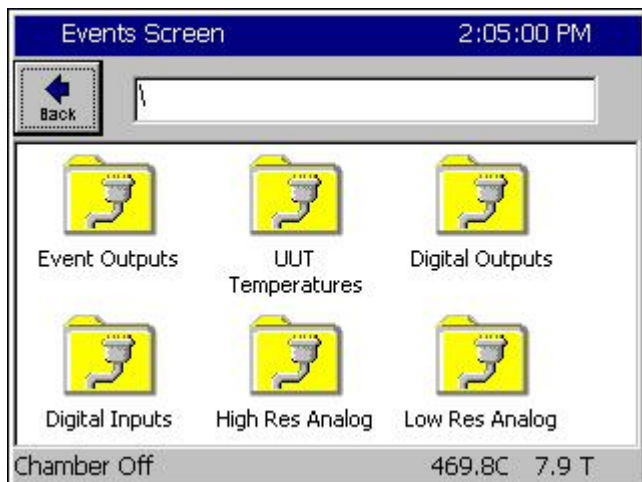 Events Screen 2:05:00 PM
Back \
Event Outputs UUT Temperatures Digital Outputs
Digital Inputs High Res Analog Low Res Analog
Chamber Off 469.8C 7.9 T